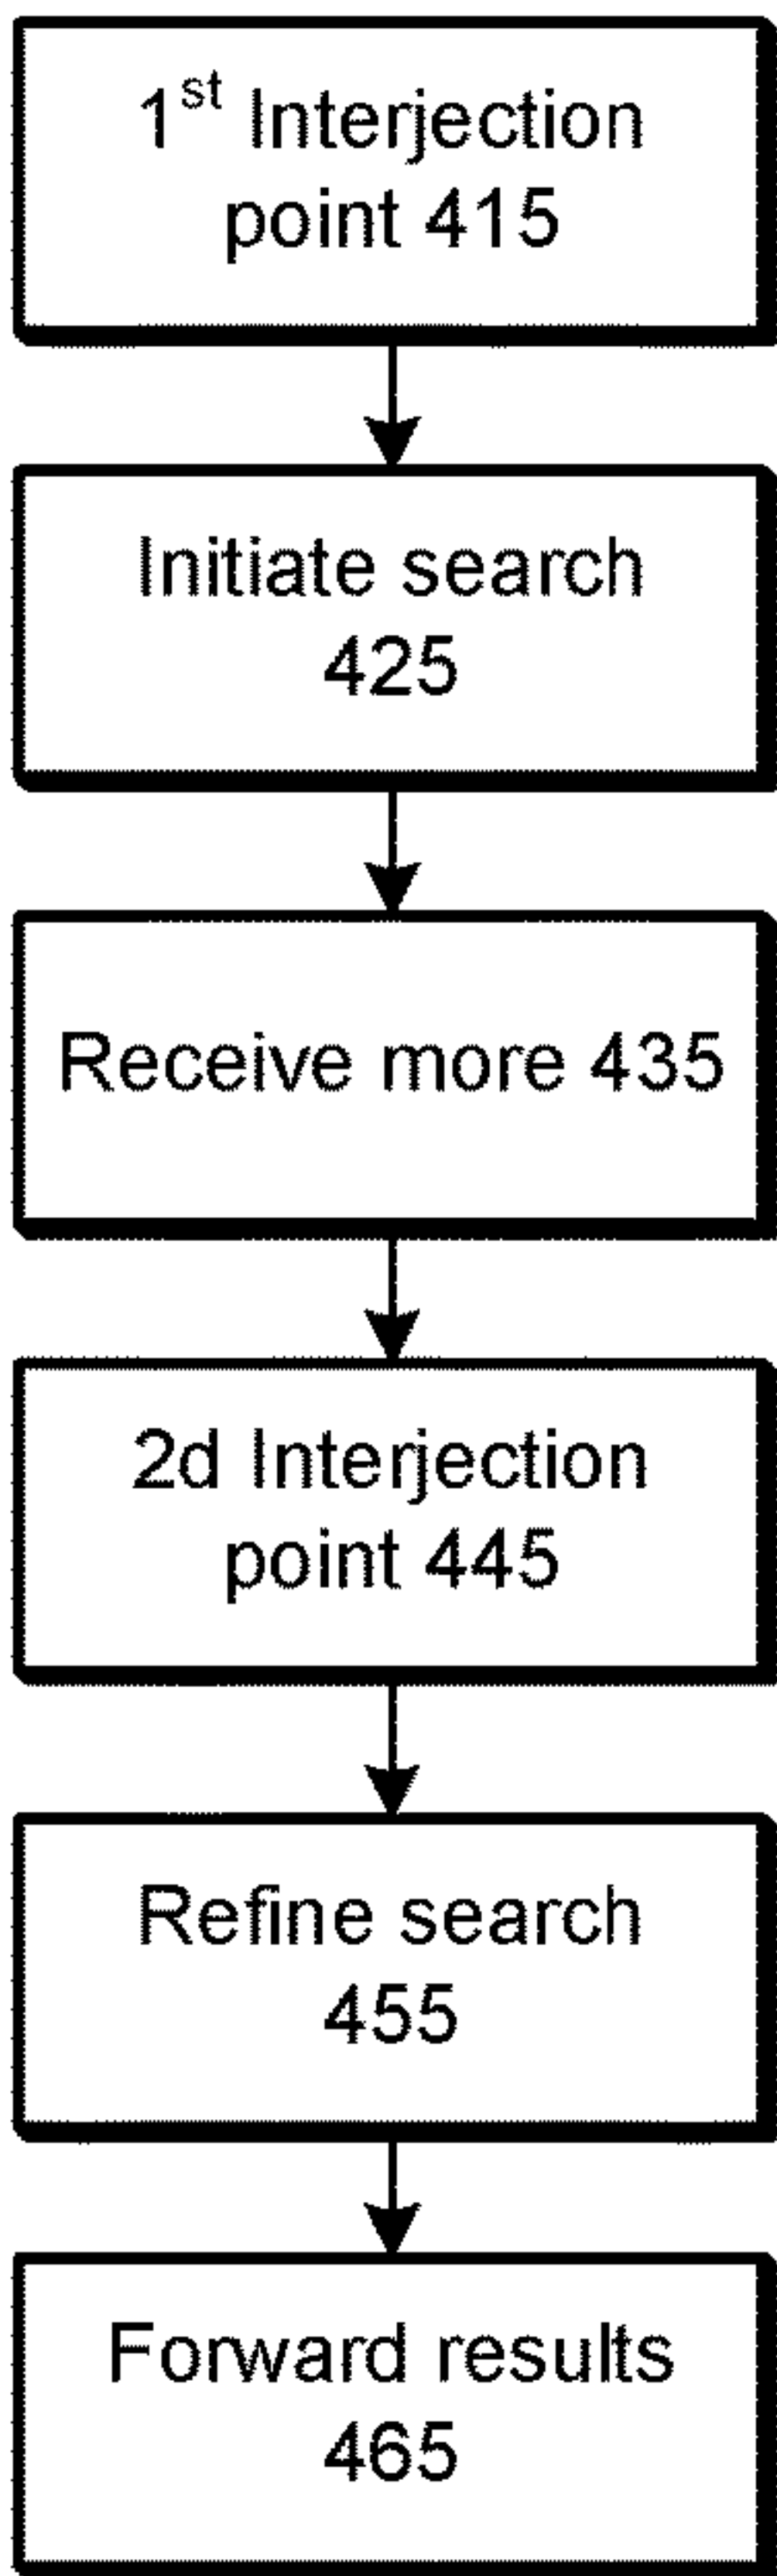 1st Interjection
point 415
Initiate search
425
Receive more 435
2d Interjection
point 445
Refine search
455
Forward results
465